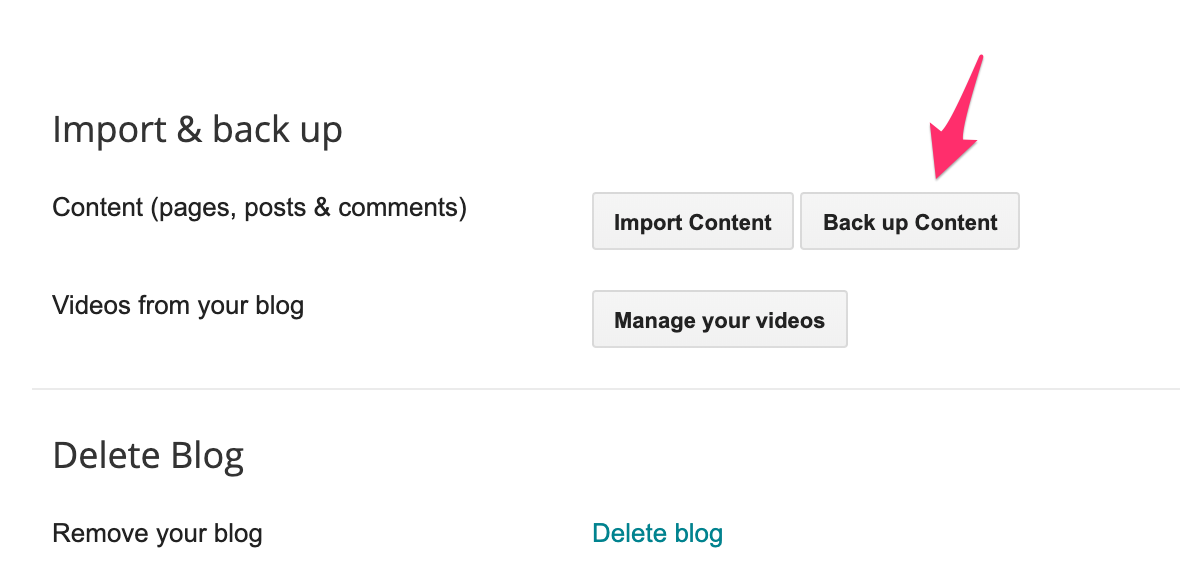 Import & back up
Content (pages, posts & comments)
Import Content
Back up Content
Videos from your blog
Manage your videos
Delete Blog
Remove your blog
Delete blog